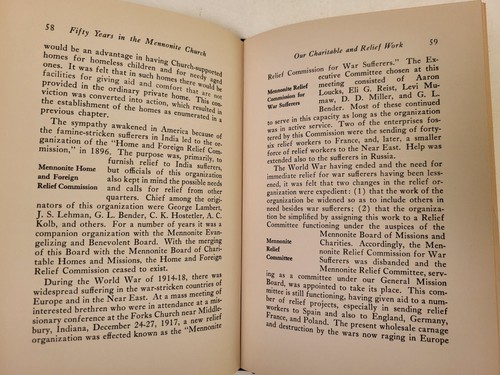 58 Fifty Years in the Mennonite Church
would be an advantage in having Church-supported
homes for homeless children and for needy aged
ones. It was felt that in such homes there would be
facilities for giving aid and comfort that are not
provided in the ordinary private home. This con-
viction was converted into action, which resulted in
the establishment of the homes as enumerated in a
previous chapter.
The sympathy awakened in America because of
the famine-stricken sufferers in India led to the or-
ganization of the "Home and Foreign Relief Com-
mission," in 1896. The purpose was, primarily, to
furnish relief to India sufferers,
Mennonite Home
and Foreign
Relief Commission
but officials of this organization
also kept in mind the possible needs
and calls for relief from other
quarters. Chief among the origi-
nators of this organization were George Lambert,
J. S. Lehman, G. L. Bender, C. K. Hostetler, A. C.
Kolb, and others. For a number of years it was a
companion organization with the Mennonite Evan-
gelizing and Benevolent Board. With the merging
of this Board with the Mennonite Board of Chari-
table Homes and Missions, the Home and Foreign
Relief Commission ceased to exist.
During the World War of 1914-18, there was
widespread suffering in the war-stricken countries of
Europe and in the Near East. At a mass meeting of
interested brethren who were in attendance at a mis-
sionary conference at the Forks Church near Middle-
bury, Indiana, December 24-27, 1917, a new relief
organization was effected known as the "Mennonite
Our Charitable and Relief Work 59
Relief Commission for War Sufferers." The Ex-
Mennonite Relief
Commission for
War Sufferers
ecutive Committee chosen at this
meeting consisted of Aaron
Loucks, Eli G. Reist, Levi Mu-
maw, D. D. Miller, and G. L.
Bender. Most of these continued
to serve in this capacity as long as the organization
was in active service. Two of the enterprises fos-
tered by this Commission were the sending of forty-
six relief workers to France, and, later, a smaller
force of relief workers to the Near East. Help was
extended also to the sufferers in Russia.
The World War having ended and the need for
immediate relief for war sufferers having been less-
ened, it was felt that two changes in the relief or-
ganization were expedient: (1) that the work of the
organization be widened so as to include others in
need besides war sufferers; (2) that the organization
be simplified by assigning this work to a Relief
Committee functioning under the auspices of the
Mennonite
Relief
Committee
Mennonite Board of Missions and
Charities. Accordingly, the Men-
nonite Relief Commission for War
Sufferers was disbanded and the
Mennonite Relief Committee, serv-
ing as a committee under our General Mission
Board, was appointed to take its place. This com-
mittee is still functioning, having given aid to a num-
ber of relief projects, especially in sending relief
workers to Spain and also to England, Germany,
France, and Poland. The present wholesale carnage
and destruction by the wars now raging in Europe